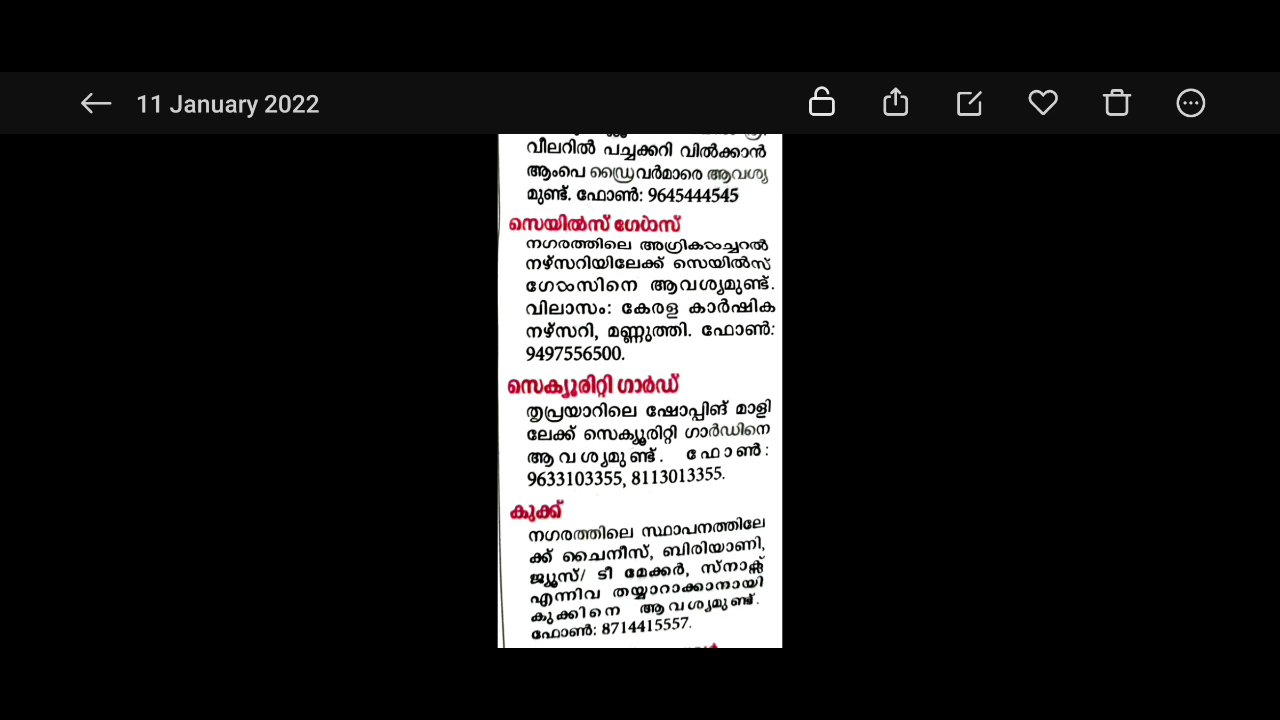 11 January 2022
വീലറിൽ പച്ചക്കറി വിൽക്കാൻ
ആംപെ ഡ്രൈവർമാരെ ആവശ്യ
മുണ്ട്. ഫോൺ: 9645444545
സെയിൽസ് ഗേൾസ്
നഗരത്തിലെ അഗ്രികൾച്ചറൽ
നഴ്സറിയിലേക്ക് സെയിൽസ്
ഗേൾസിനെ ആവശ്യമുണ്ട്.
വിലാസം: കേരള കാർഷിക
നഴ്സറി, മണ്ണുത്തി. ഫോൺ:
9497556500.
സെക്യൂരിറ്റി ഗാർഡ്
തൃപ്രയാറിലെ ഷോപ്പിങ് മാളി
ലേക്ക് സെക്യൂരിറ്റി ഗാർഡിനെ
ആവശ്യമുണ്ട്. ഫോൺ:
9633103355, 8113013355.
കുക്ക്
നഗരത്തിലെ സ്ഥാപനത്തിലേ
ക്ക് ചൈനീസ്, ബിരിയാണി,
ജ്യൂസ്/ ടീ മേക്കർ, സ്നാക്സ്
എന്നിവ തയ്യാറാക്കാനായി
കുക്കിനെ ആവശ്യമുണ്ട്.
ഫോൺ: 8714415557.